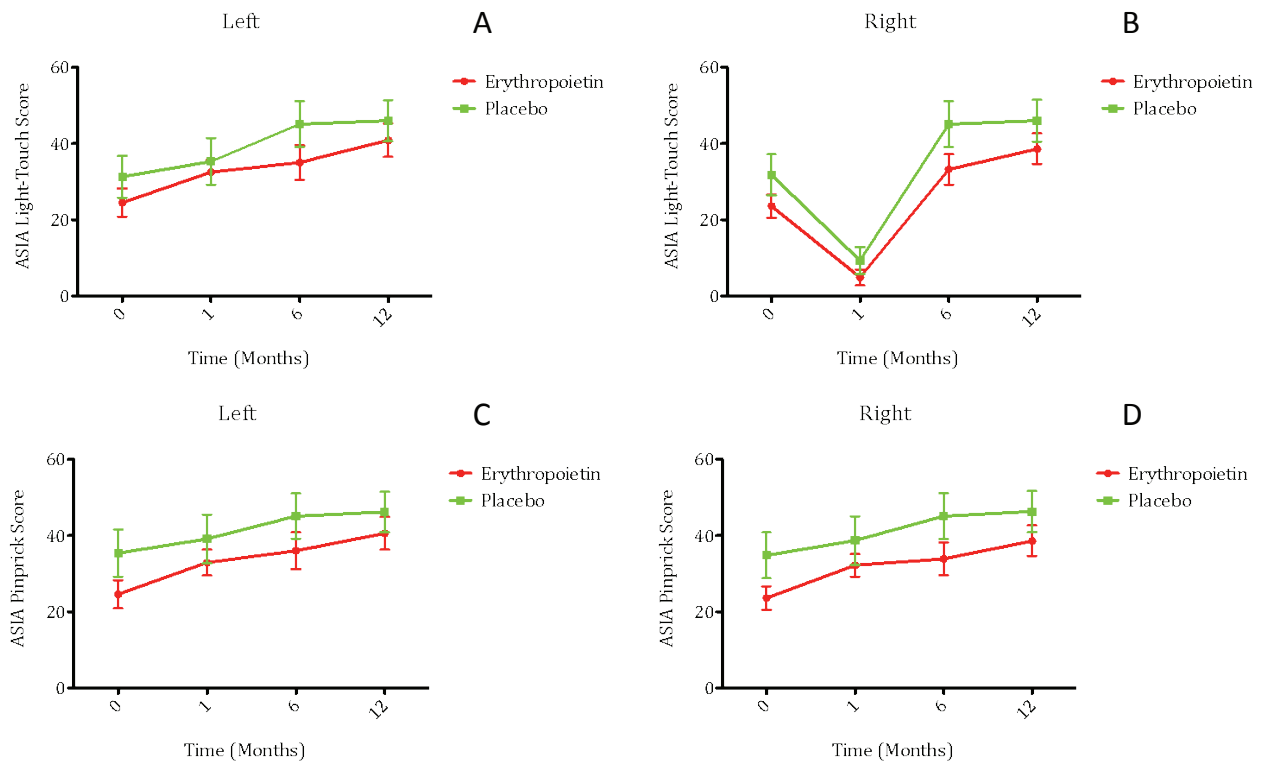 Left A
60
40
20
0
ASIA Light-Touch Score
0 1 6 12
Time (Months)
Erythropoietin
Placebo
Right B
60
40
20
0
ASIA Light-Touch Score
0 1 6 12
Time (Months)
Erythropoietin
Placebo
Left C
60
40
20
0
ASIA Pinprick Score
0 1 6 12
Time (Months)
Erythropoietin
Placebo
Right D
60
40
20
0
ASIA Pinprick Score
0 1 6 12
Time (Months)
Erythropoietin
Placebo